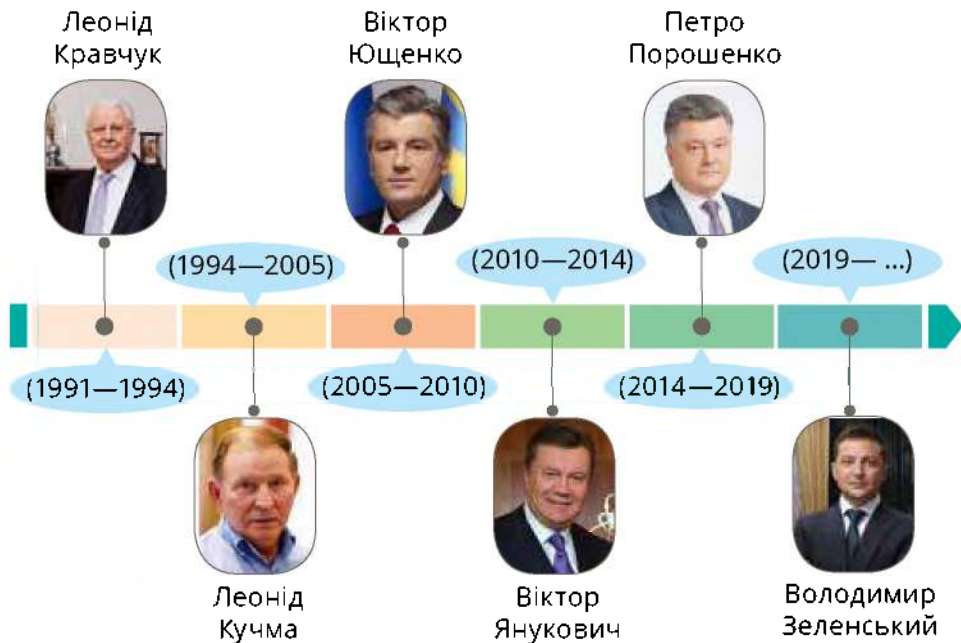 Леонід
Кравчук
Віктор
Ющенко
Петро
Порошенко
(1994—2005)
(2010—2014)
(2019— ...)
(1991—1994)
(2005—2010)
(2014—2019)
Леонід
Кучма
Віктор
Янукович
Володимир
Зеленський